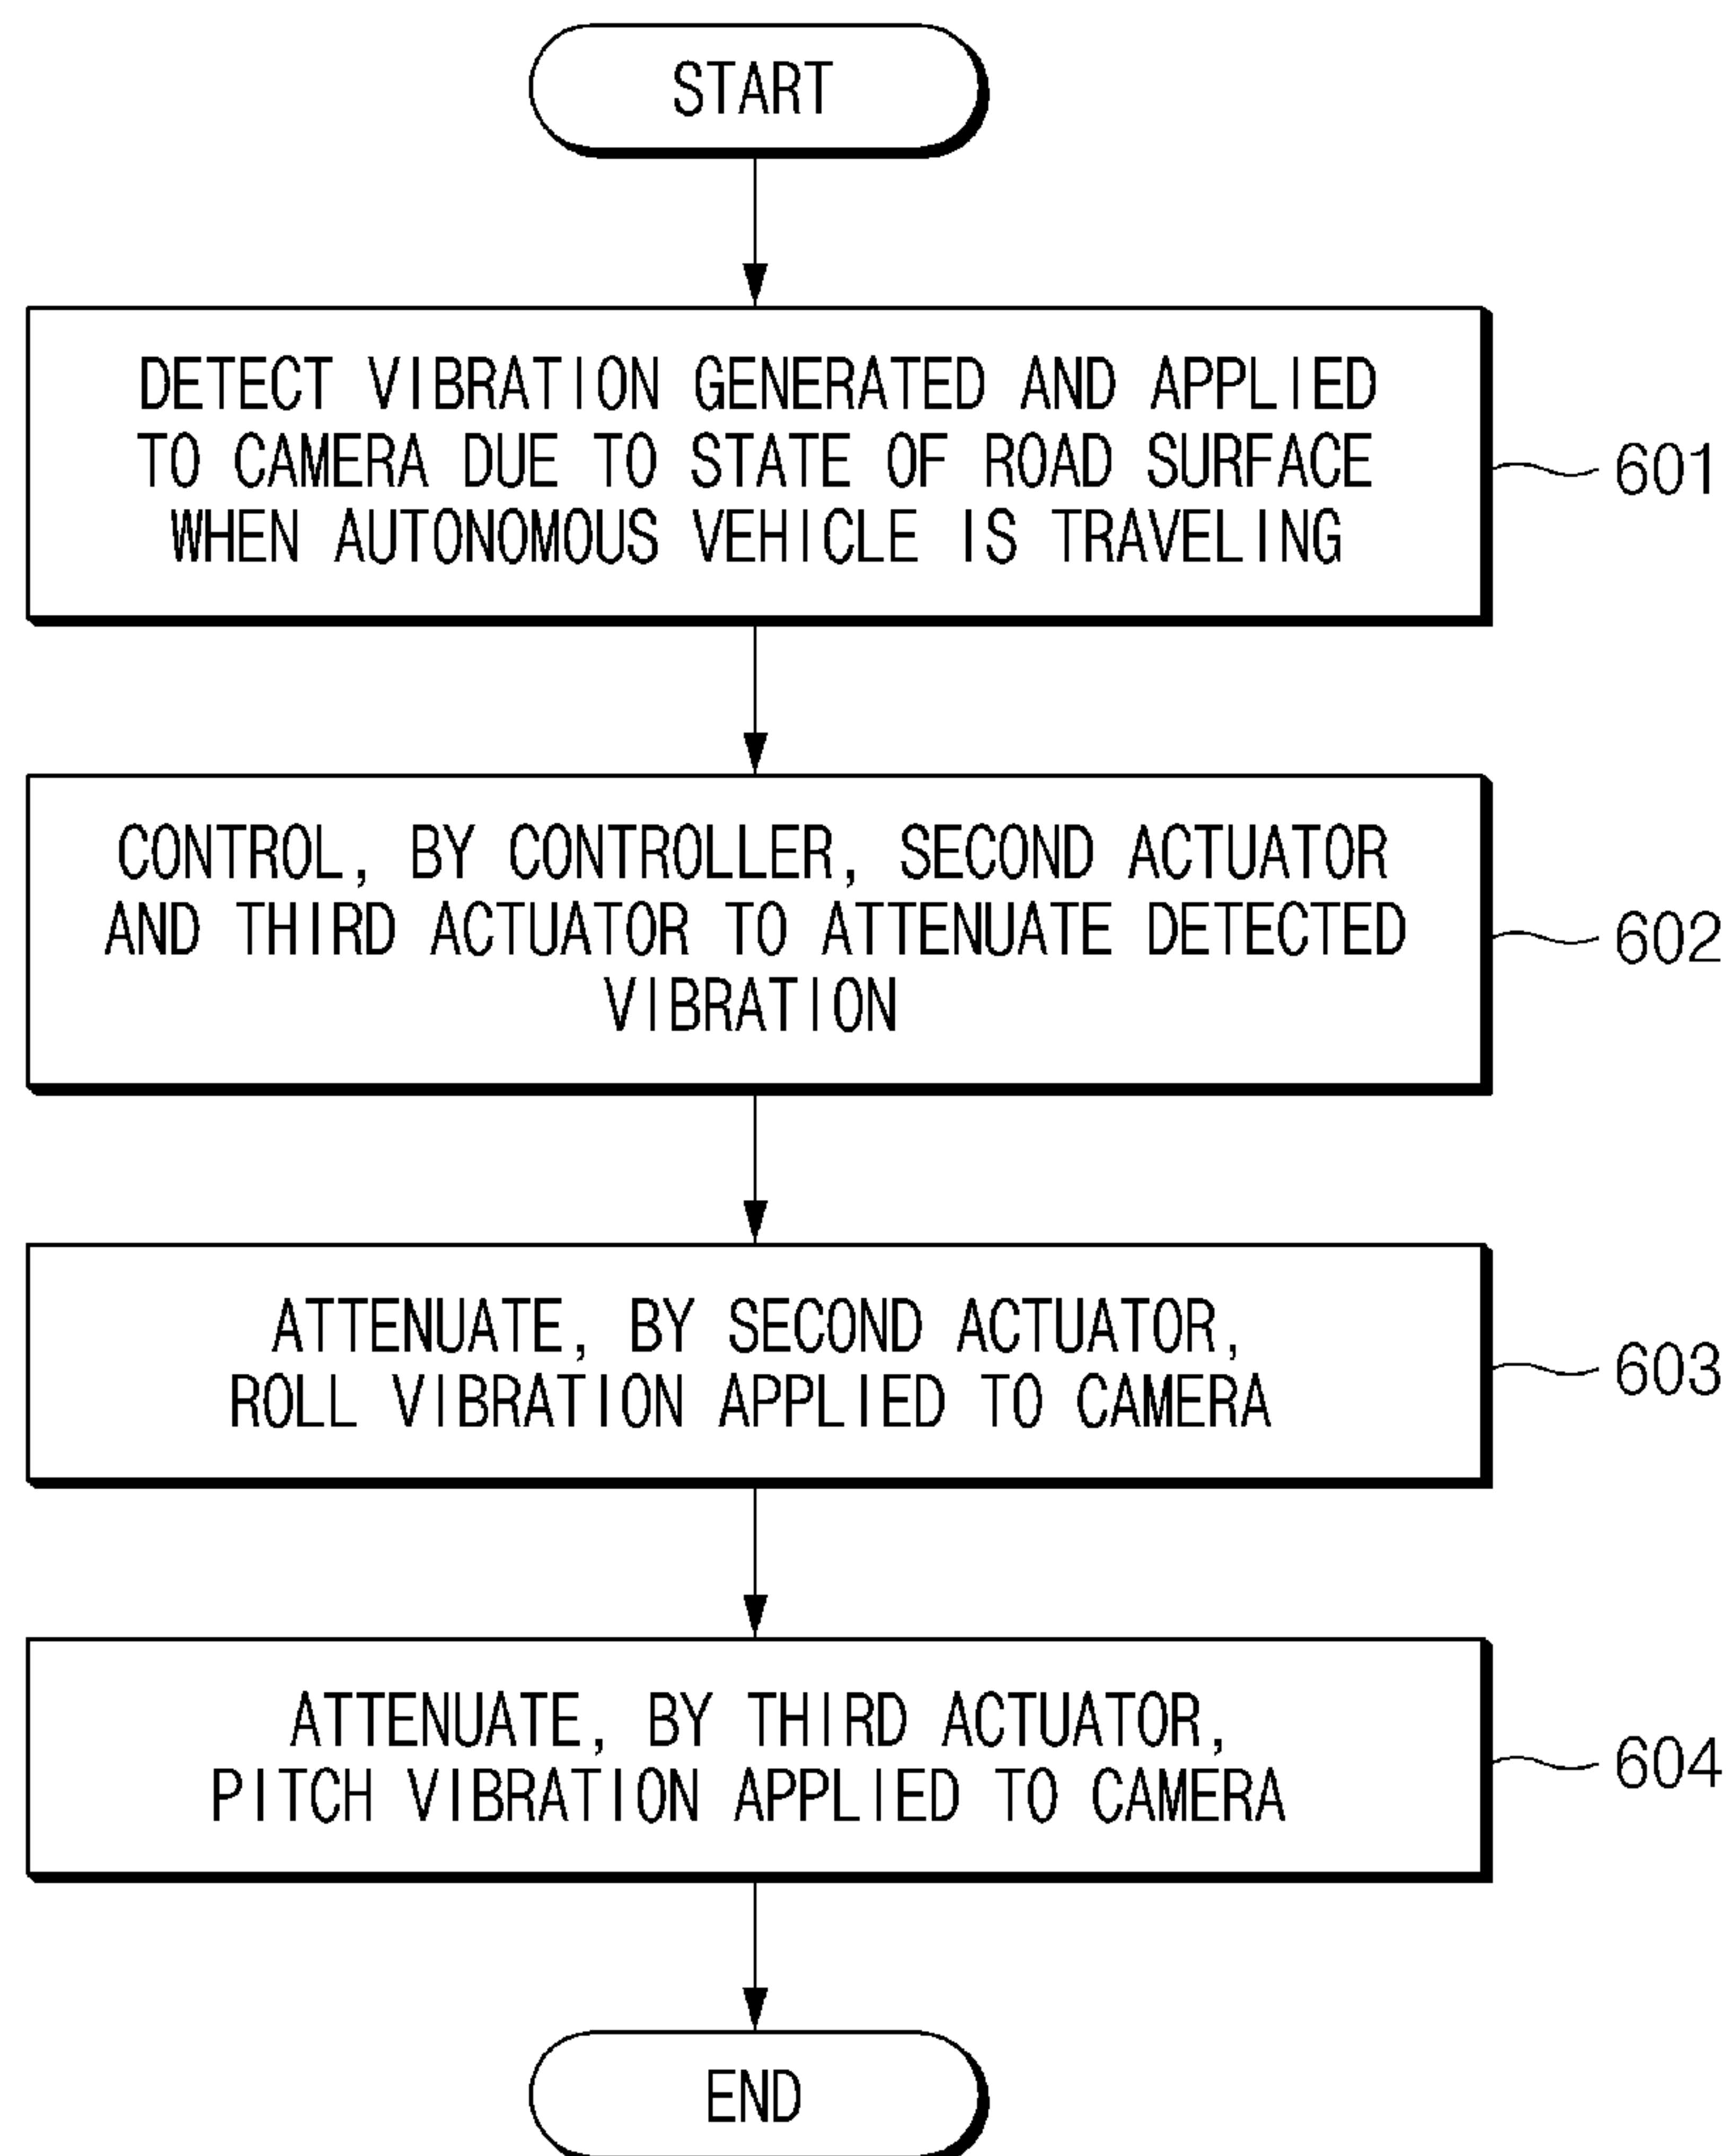 START
DETECT VIBRATION GENERATED AND APPLIED
TO CAMERA DUE TO STATE OF ROAD SURFACE
WHEN AUTONOMOUS VEHICLE IS TRAVELING
601
CONTROL, BY CONTROLLER, SECOND ACTUATOR
AND THIRD ACTUATOR TO ATTENUATE DETECTED
VIBRATION
602
ATTENUATE, BY SECOND ACTUATOR,
ROLL VIBRATION APPLIED TO CAMERA
603
ATTENUATE, BY THIRD ACTUATOR,
PITCH VIBRATION APPLIED TO CAMERA
604
END